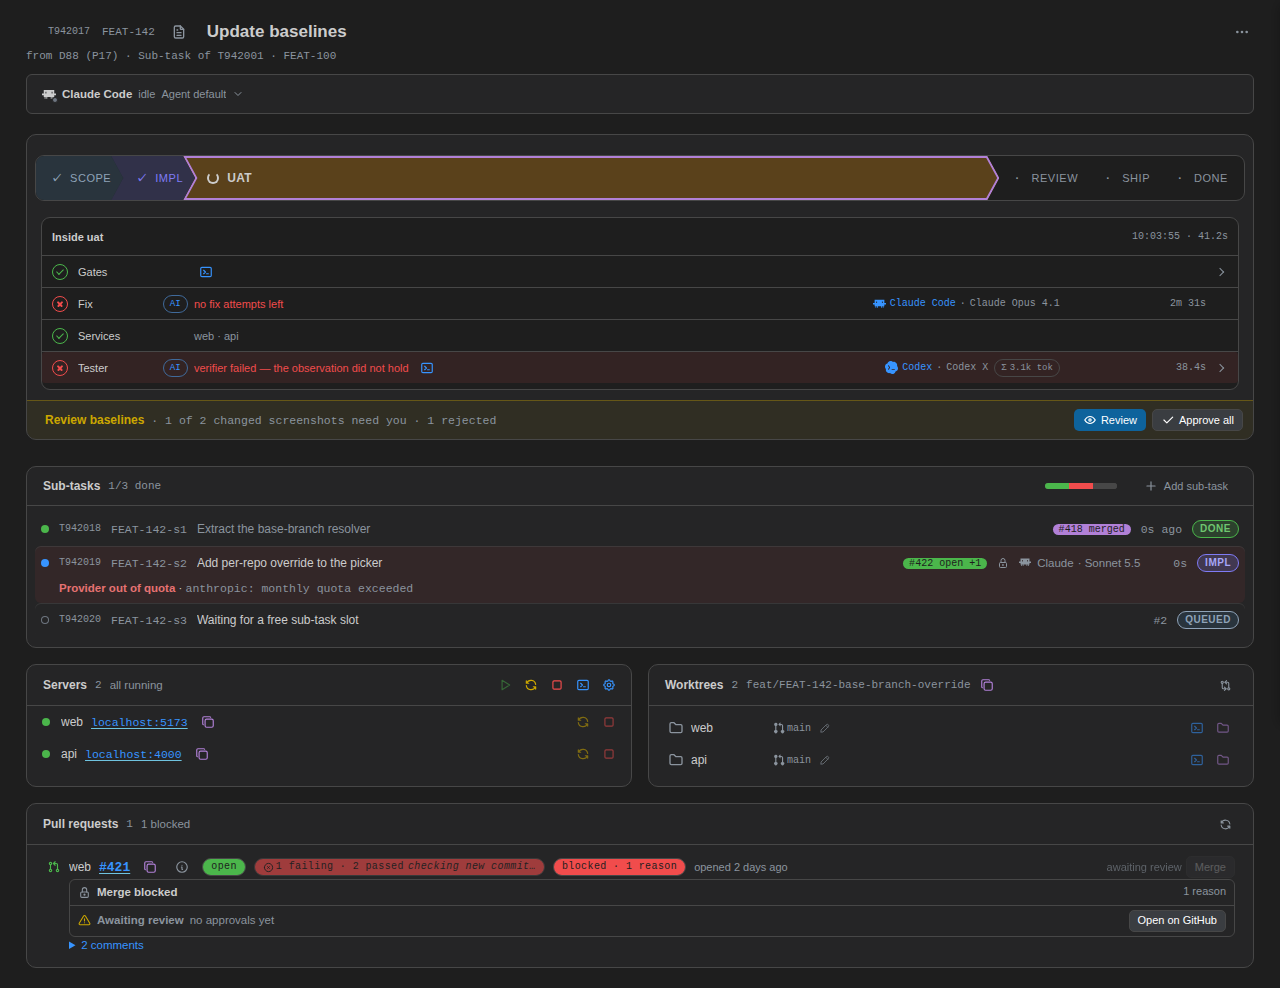 T942017 FEAT-142 Update baselines
from D88 (P17) · Sub-task of T942001 · FEAT-100
Claude Code idle Agent default
SCOPE IMPL UAT · REVIEW · SHIP · DONE
Inside uat 10:03:55 · 41.2s
Gates
Fix AI no fix attempts left Claude Code · Claude Opus 4.1 2m 31s
Services web · api
Tester AI verifier failed — the observation did not hold Codex · Codex X Σ 3.1k tok 38.4s
Review baselines · 1 of 2 changed screenshots need you · 1 rejected Review Approve all
Sub-tasks 1/3 done Add sub-task
T942018 FEAT-142-s1 Extract the base-branch resolver #418 merged 0s ago DONE
T942019 FEAT-142-s2 Add per-repo override to the picker #422 open +1 Claude · Sonnet 5.5 0s IMPL
Provider out of quota · anthropic: monthly quota exceeded
T942020 FEAT-142-s3 Waiting for a free sub-task slot #2 QUEUED
Servers 2 all running
web localhost:5173
api localhost:4000
Worktrees 2 feat/FEAT-142-base-branch-override
web main
api main
Pull requests 1 1 blocked
web #421 open 1 failing · 2 passed checking new commit… blocked · 1 reason opened 2 days ago awaiting review Merge
Merge blocked 1 reason
Awaiting review no approvals yet Open on GitHub
2 comments